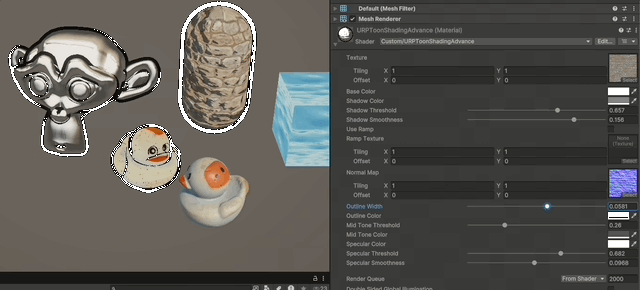 Default (Mesh Filter)
Mesh Renderer
URPToonShadingAdvance (Material)
Shader Custom/URPToonShadingAdvance Edit...
Texture
Tiling X 1 Y 1
Offset X 0 Y 0
Select
Base Color
Shadow Color
Shadow Threshold 0.657
Shadow Smoothness 0.158
Use Ramp
Ramp Texture
None
(Texture)
Tiling X 1 Y 1
Offset X 0 Y 0
Select
Normal Map
Tiling X 1 Y 1
Offset X 0 Y 0
Select
Outline Width 0.0581
Outline Color
Mid Tone Threshold 0.26
Mid Tone Color
Specular Color
Specular Threshold 0.682
Specular Smoothness 0.0968
Render Queue From Shader 2000
Double Sided Global Illumination